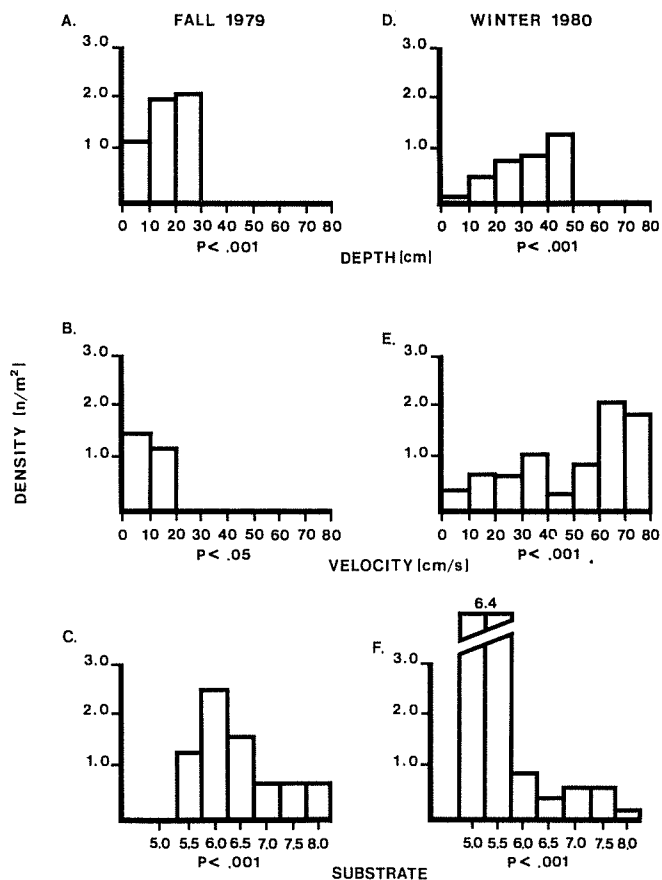 A. FALL 1979
3.0
2.0
1.0
0 10 20 30 40 50 60 70 80
P< .001
D. WINTER 1980
3.0
2.0
1.0
0 10 20 30 40 50 60 70 80
P< .001
DEPTH [cm]
DENSITY [n/m²]
B.
3.0
2.0
1.0
0 10 20 30 40 50 60 70 80
P< .05
E.
3.0
2.0
1.0
0 10 20 30 40 50 60 70 80
P< .001
VELOCITY [cm/s]
C.
3.0
2.0
1.0
5.0 5.5 6.0 6.5 7.0 7.5 8.0
P< .001
F.
6.4
3.0
2.0
1.0
5.0 5.5 6.0 6.5 7.0 7.5 8.0
P< .001
SUBSTRATE